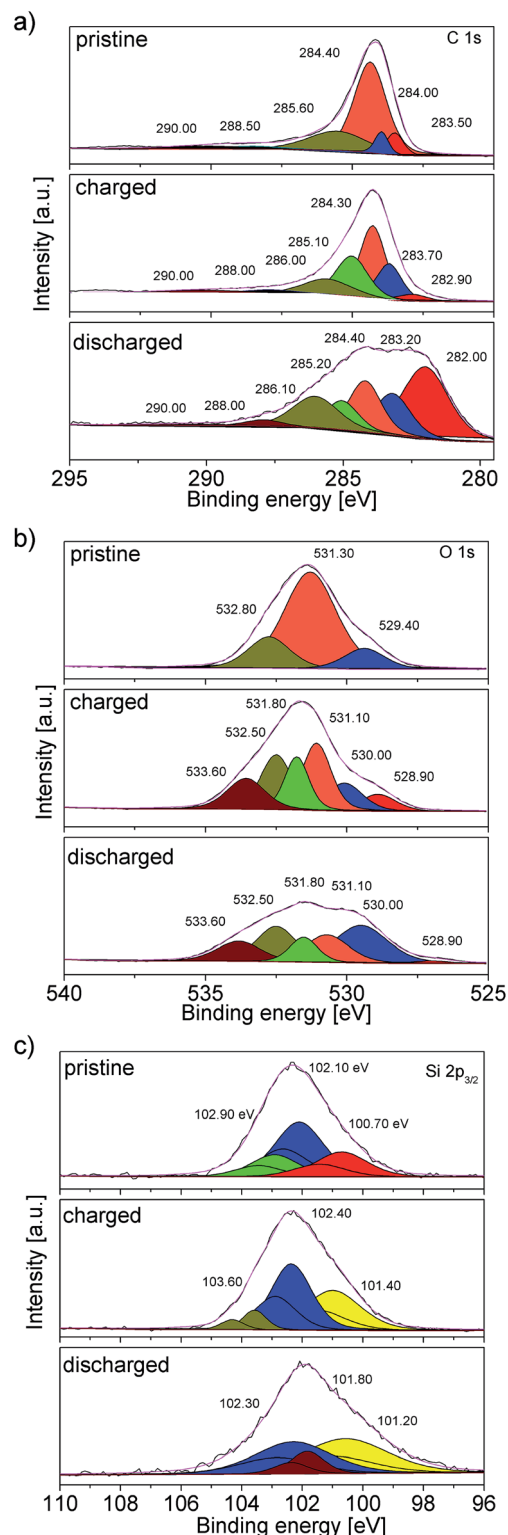 a)
pristine
C 1s
284.40
284.00
285.60
283.50
288.50
290.00
charged
284.30
285.10
286.00
283.70
288.00
290.00
282.90
discharged
284.40
283.20
285.20
282.00
286.10
288.00
290.00
Intensity [a.u.]
295 290 285 280
Binding energy [eV]
b)
pristine
O 1s
531.30
532.80
529.40
charged
531.80
531.10
532.50
530.00
533.60
528.90
discharged
531.80 531.10
532.50
530.00
533.60
528.90
Intensity [a.u.]
540 535 530 525
Binding energy [eV]
c)
pristine
Si 2p3/2
102.10 eV
102.90 eV
100.70 eV
charged
102.40
103.60
101.40
discharged
101.80
102.30
101.20
Intensity [a.u.]
110 108 106 104 102 100 98 96
Binding energy [eV]